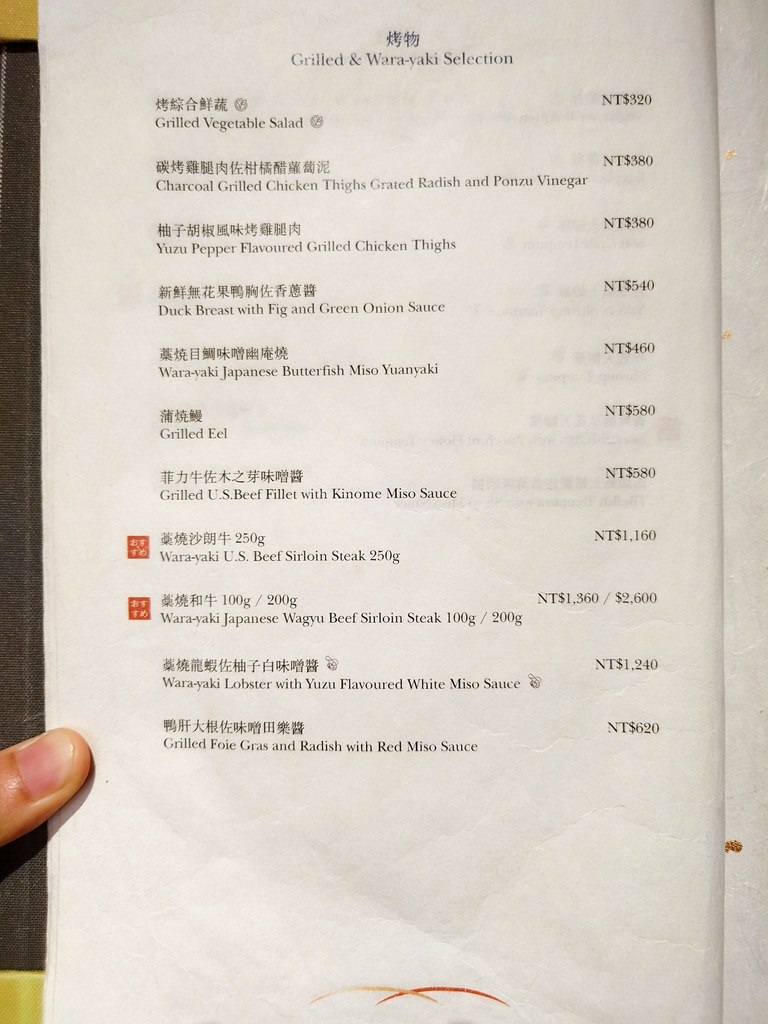 烤物
Grilled & Wara-yaki Selection
烤綜合鮮蔬 NT$320
Grilled Vegetable Salad
碳烤雞腿肉佐柑橘醋蘿蔔泥 NT$380
Charcoal Grilled Chicken Thighs Grated Radish and Ponzu Vinegar
柚子胡椒風味烤雞腿肉 NT$380
Yuzu Pepper Flavoured Grilled Chicken Thighs
新鮮無花果鴨胸佐香蔥醬 NT$540
Duck Breast with Fig and Green Onion Sauce
藁燒目鯛味噌幽庵燒 NT$460
Wara-yaki Japanese Butterfish Miso Yuanyaki
蒲燒鰻 NT$580
Grilled Eel
菲力牛佐木之芽味噌醬 NT$580
Grilled U.S.Beef Fillet with Kinome Miso Sauce
おす
すめ
藁燒沙朗牛 250g NT$1,160
Wara-yaki U.S. Beef Sirloin Steak 250g
おす
すめ
藁燒和牛 100g / 200g NT$1,360 / $2,600
Wara-yaki Japanese Wagyu Beef Sirloin Steak 100g / 200g
藁燒龍蝦佐柚子白味噌醬 NT$1,240
Wara-yaki Lobster with Yuzu Flavoured White Miso Sauce
鴨肝大根佐味噌田樂醬 NT$620
Grilled Foie Gras and Radish with Red Miso Sauce